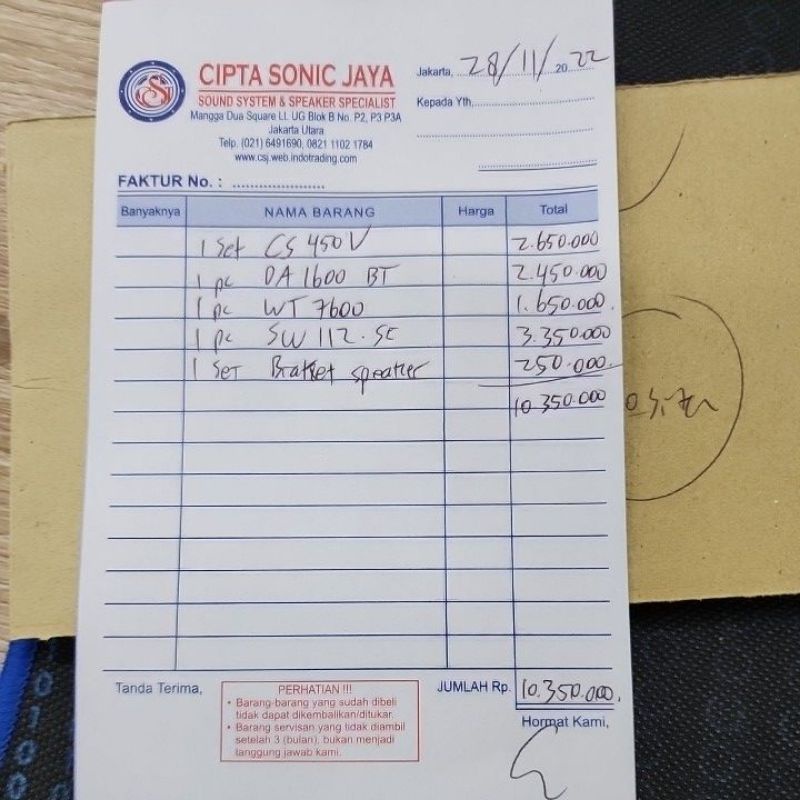 CSJ
CIPTA SONIC JAYA
SOUND SYSTEM & SPEAKER SPECIALIST
Mangga Dua Square Lt. UG Blok B No. P2, P3 P3A
Jakarta Utara
Telp. (021) 6491690, 0821 1102 1784
www.csj.web.indotrading.com
Jakarta, 28/11/ 2022
Kepada Yth,
FAKTUR No. :
Banyaknya NAMA BARANG Harga Total
1 Set CS 450V 2.650.000
1 pc DA 1600 BT 2.450.000
1 pc WT 7600 1.650.000.
1 pc SW 112.SE 3.350.000
1 Set Braket speaker 250.000.
10.350.000
Tanda Terima,
PERHATIAN !!!
• Barang-barang yang sudah dibeli
tidak dapat dikembalikan/ditukar.
• Barang servisan yang tidak diambil
setelah 3 (bulan), bukan menjadi
langgung jawab kami.
JUMLAH Rp. 10.350.000.
Hormat Kami,